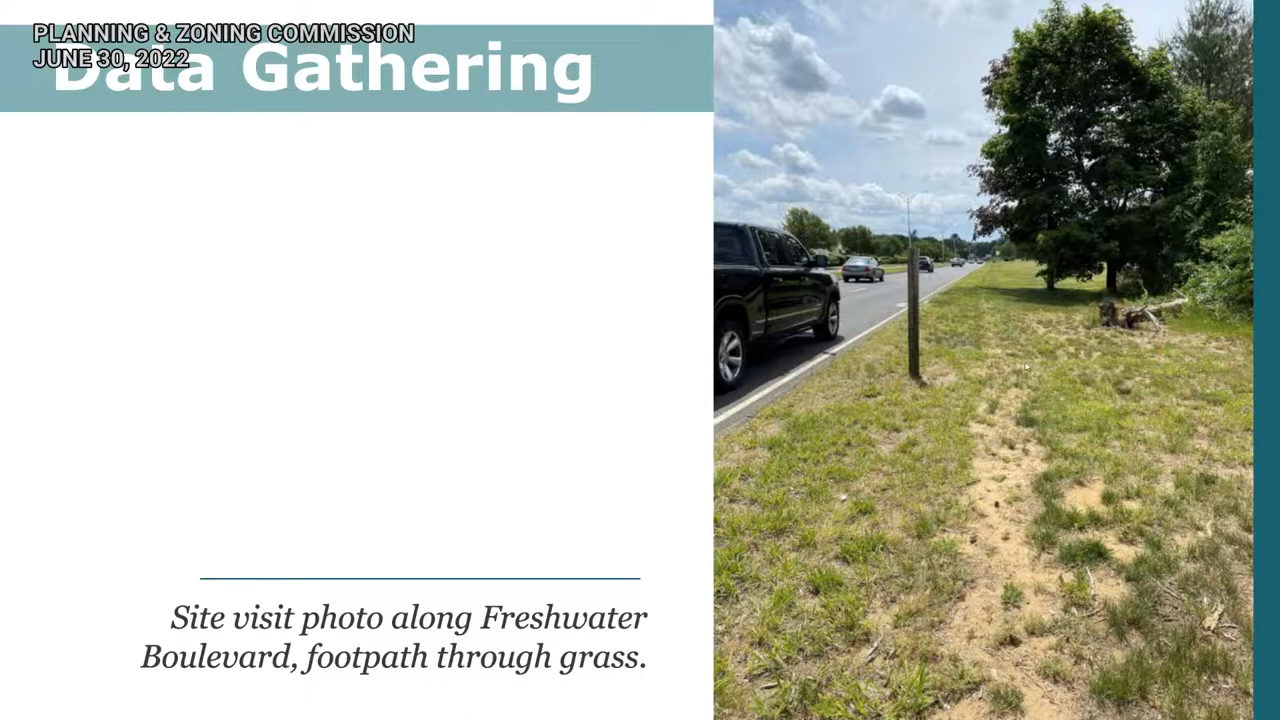 PLANNING & ZONING COMMISSION
JUNE 30, 2022
Data Gathering
Site visit photo along Freshwater
Boulevard, footpath through grass.